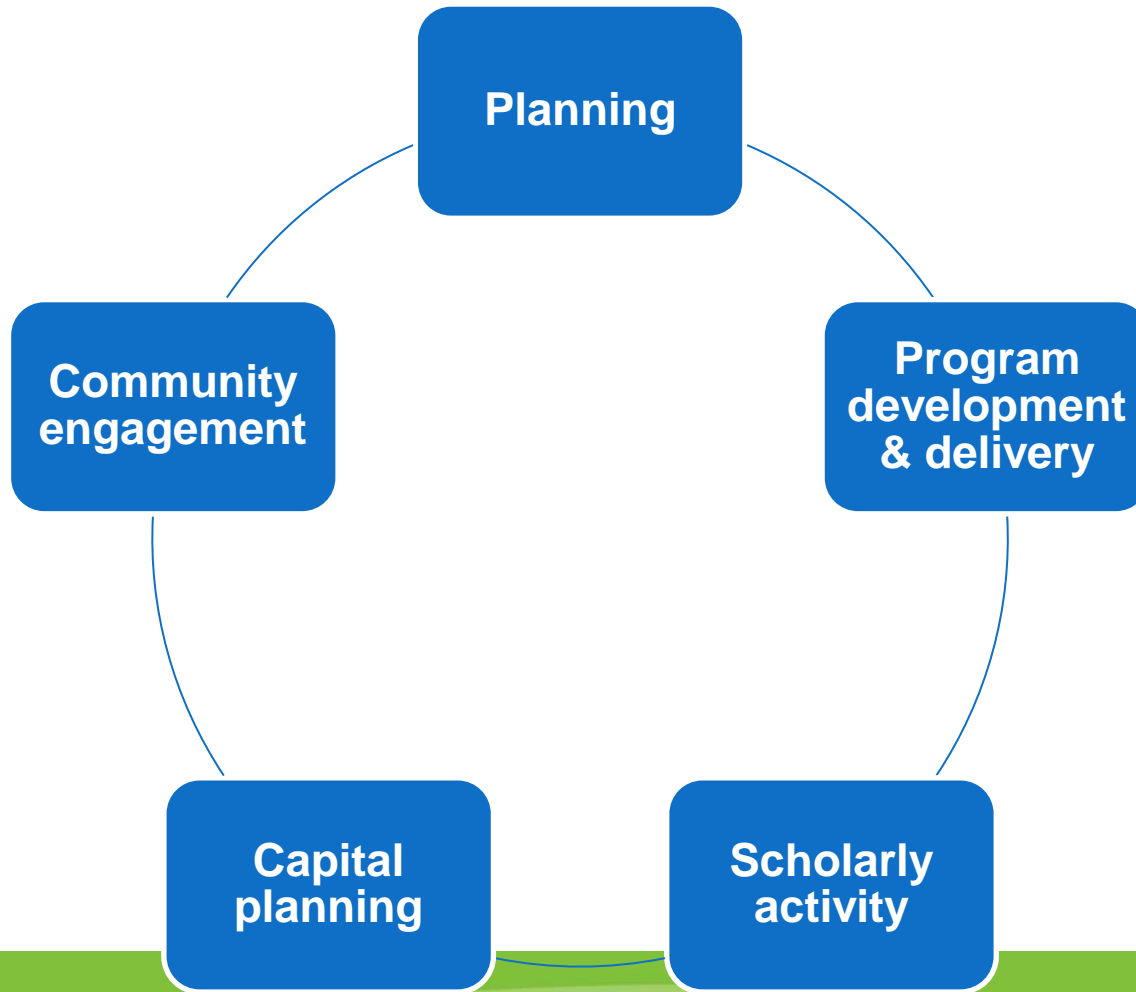 Planning
Community
engagement
Program
development
& delivery
Capital
planning
Scholarly
activity